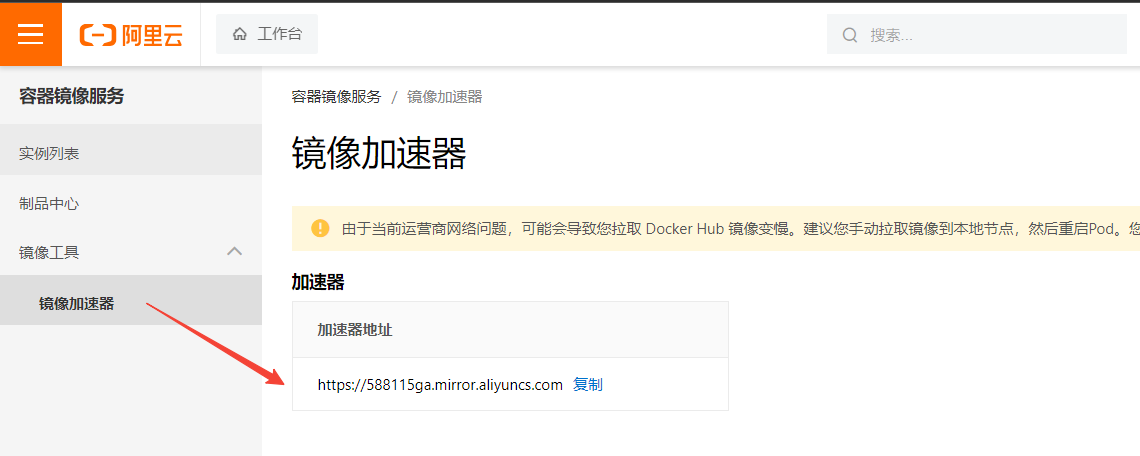 阿里云
工作台
搜索...
容器镜像服务
实例列表
制品中心
镜像工具
镜像加速器
容器镜像服务 / 镜像加速器
镜像加速器
由于当前运营商网络问题，可能会导致您拉取 Docker Hub 镜像变慢。建议您手动拉取镜像到本地节点，然后重启Pod。您
加速器
加速器地址
https://588115ga.mirror.aliyuncs.com 复制